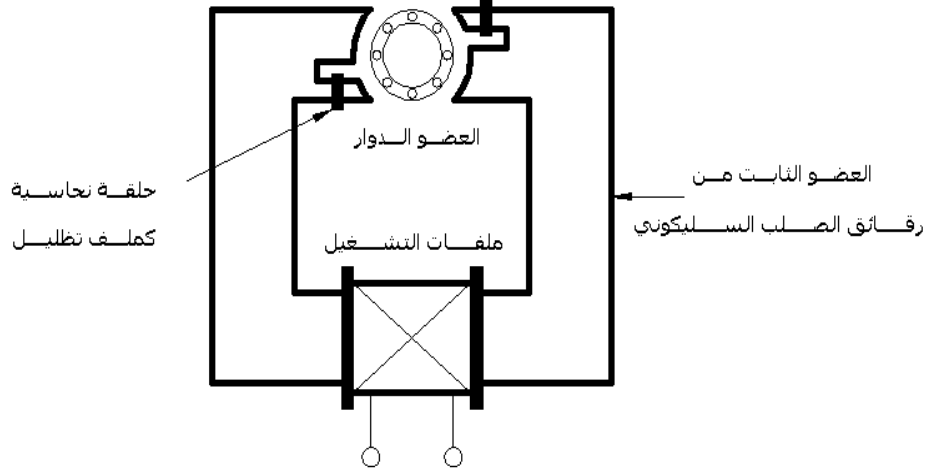 العضو الدوار
العضو الثابت من
رقائق الصلب السليكوني
حلقة نحاسية
كملف تظليل
ملفات التشغيل